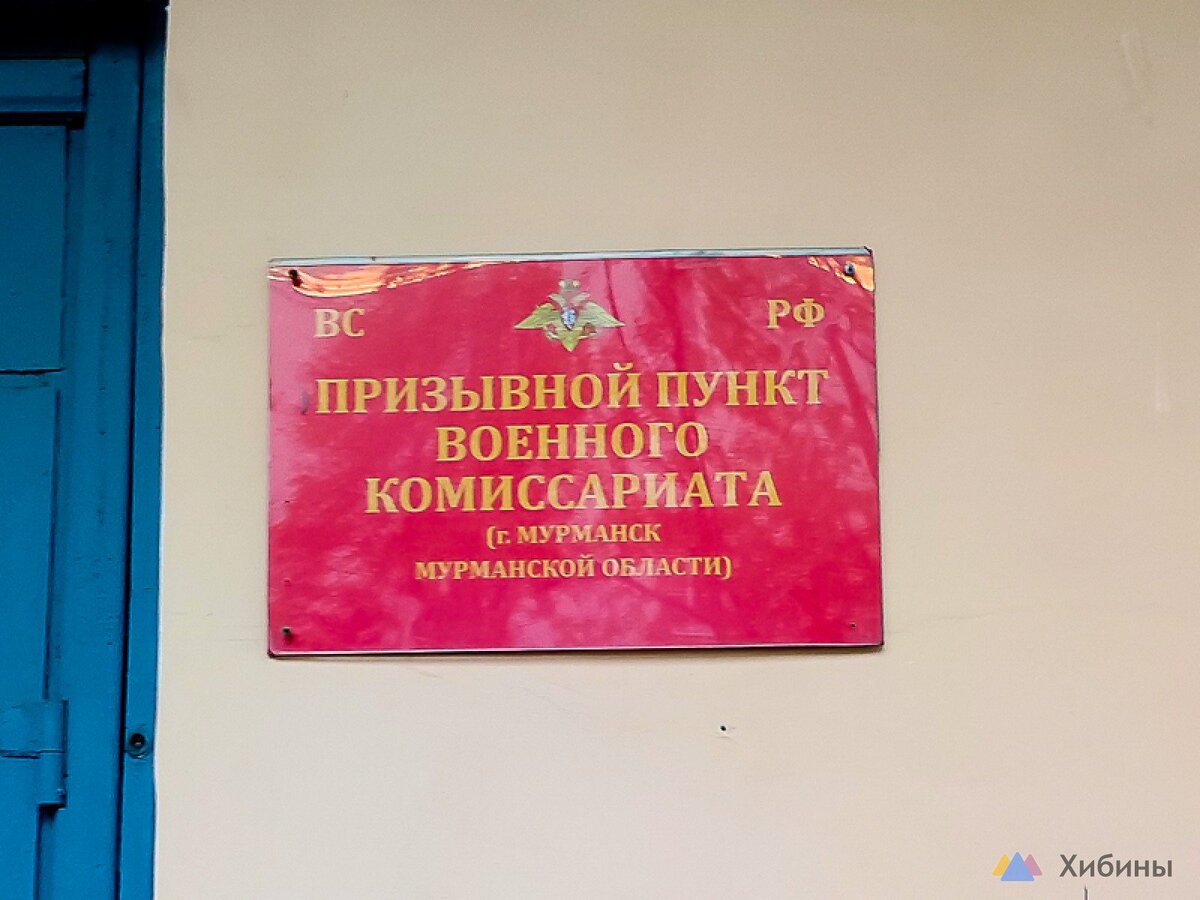 ВС РФ
ПРИЗЫВНОЙ ПУНКТ
ВОЕННОГО
КОМИССАРИАТА
(г. МУРМАНСК
МУРМАНСКОЙ ОБЛАСТИ)
Хибины